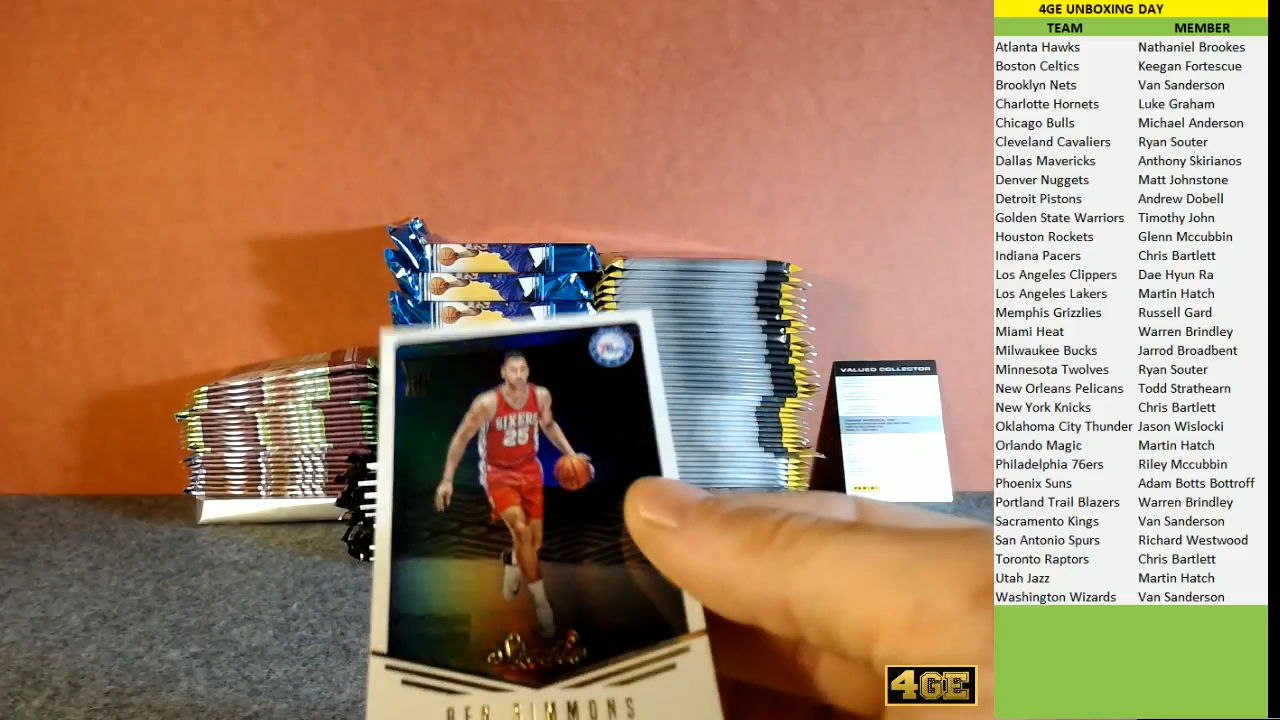 4GE UNBOXING DAY
TEAM MEMBER
Atlanta Hawks Nathaniel Brookes
Boston Celtics Keegan Fortescue
Brooklyn Nets Van Sanderson
Charlotte Hornets Luke Graham
Chicago Bulls Michael Anderson
Cleveland Cavaliers Ryan Souter
Dallas Mavericks Anthony Skirianos
Denver Nuggets Matt Johnstone
Detroit Pistons Andrew Dobell
Golden State Warriors Timothy John
Houston Rockets Glenn Mccubbin
Indiana Pacers Chris Bartlett
Los Angeles Clippers Dae Hyun Ra
Los Angeles Lakers Martin Hatch
Memphis Grizzlies Russell Gard
Miami Heat Warren Brindley
Milwaukee Bucks Jarrod Broadbent
Minnesota Twolves Ryan Souter
New Orleans Pelicans Todd Strathearn
New York Knicks Chris Bartlett
Oklahoma City Thunder Jason Wislocki
Orlando Magic Martin Hatch
Philadelphia 76ers RIley Mccubbin
Phoenix Suns Adam Botts Bottroff
Portland Trail Blazers Warren Brindley
Sacramento Kings Van Sanderson
San Antonio Spurs Richard Westwood
Toronto Raptors Chris Bartlett
Utah Jazz Martin Hatch
Washington Wizards Van Sanderson
VALUED COLLECTOR
PANINI
SIXERS
25
BEN SIMMONS
4GE